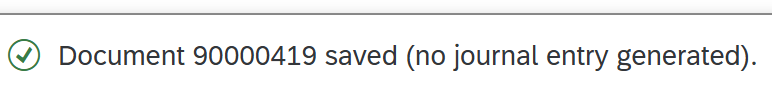 Document 90000419 saved (no journal entry generated).